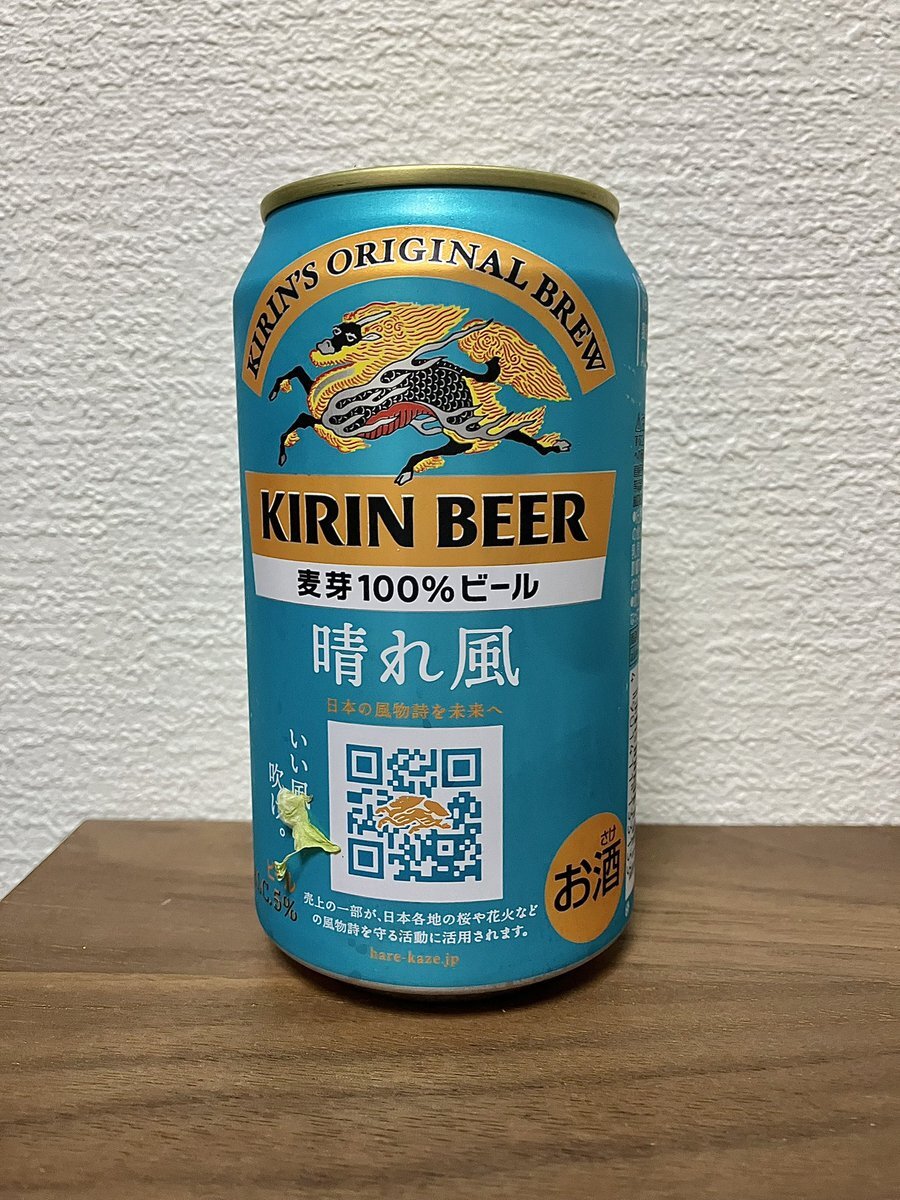 KIRIN'S ORIGINAL BREW
KIRIN BEER
麦芽100%ビール
晴れ風
日本の風物詩を未来へ
いい風
吹け。
さけ
お酒
5%
売上の一部が、日本各地の桜や花火など
の風物詩を守る活動に活用されます。
hare-kaze.jp